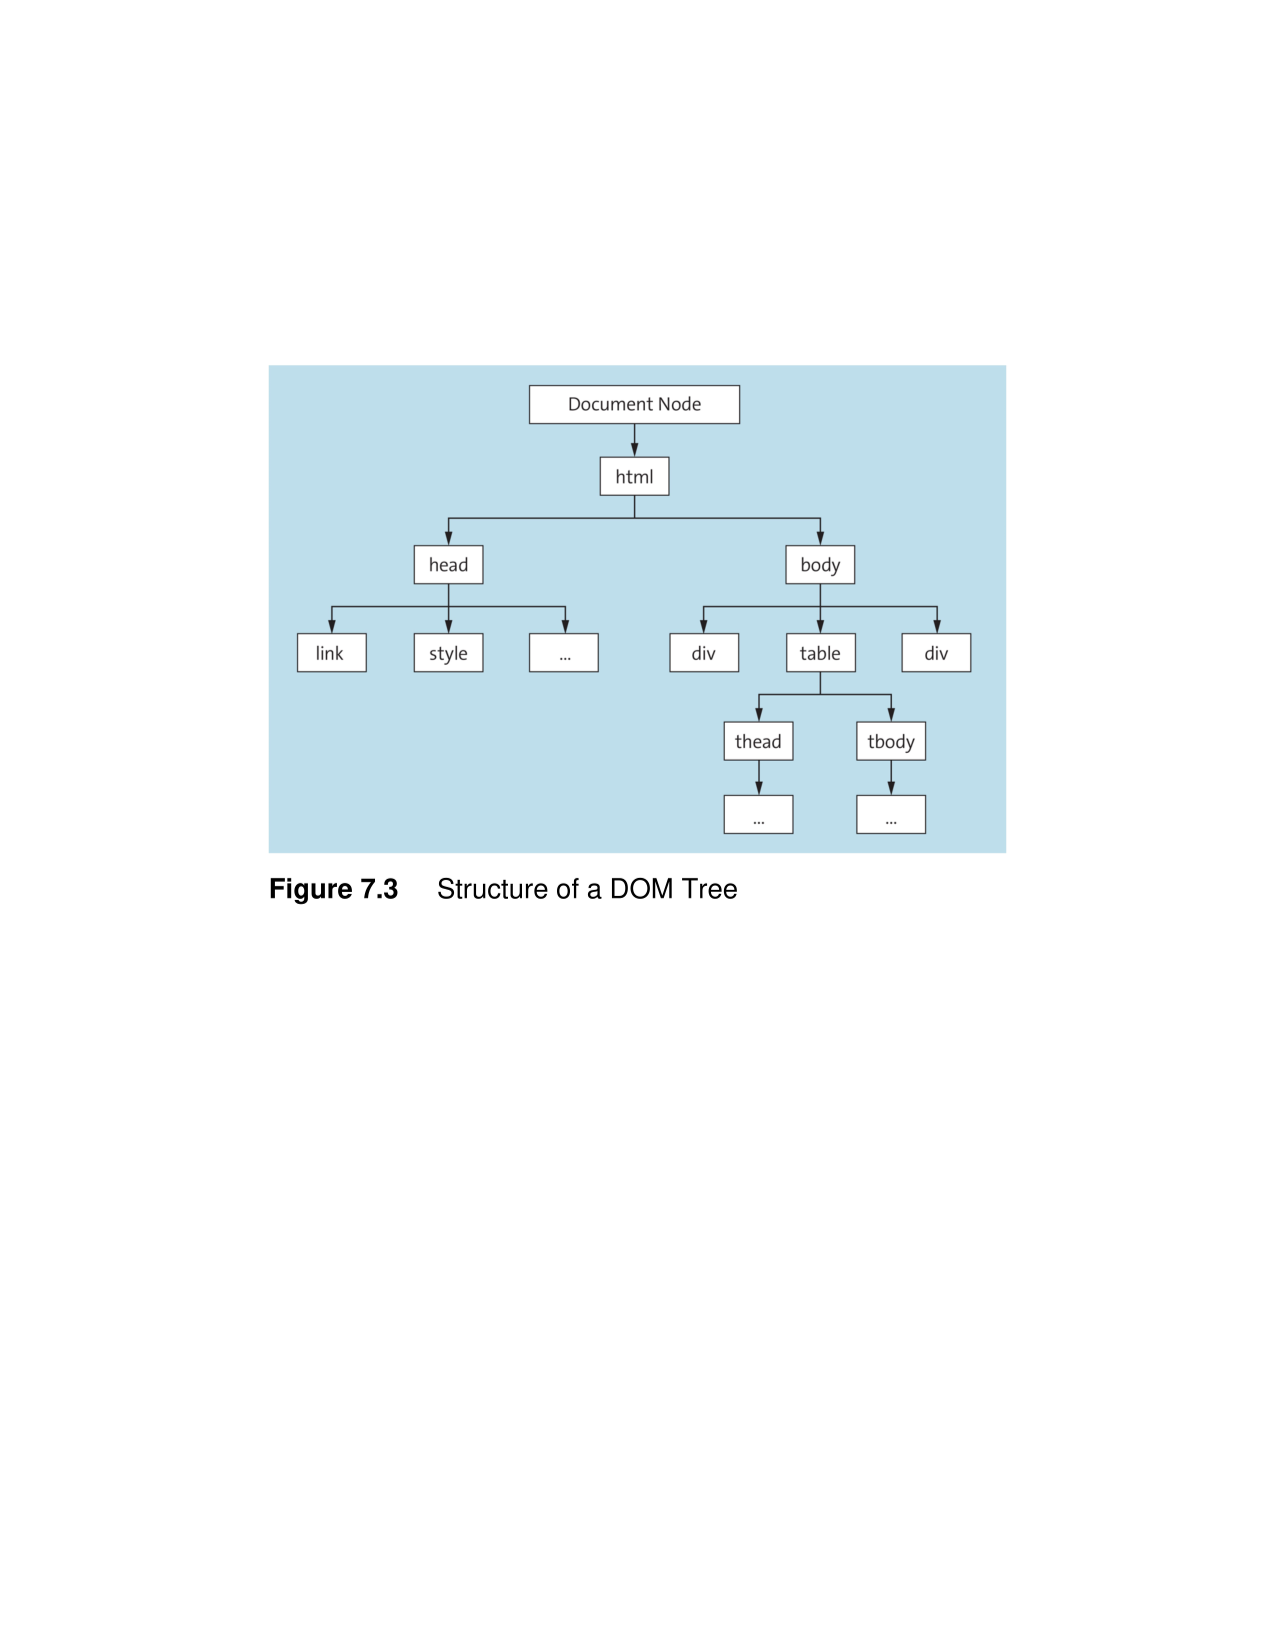 Document Node
html
head body
link style ... div table div
thead tbody
... ...
Figure 7.3 Structure of a DOM Tree